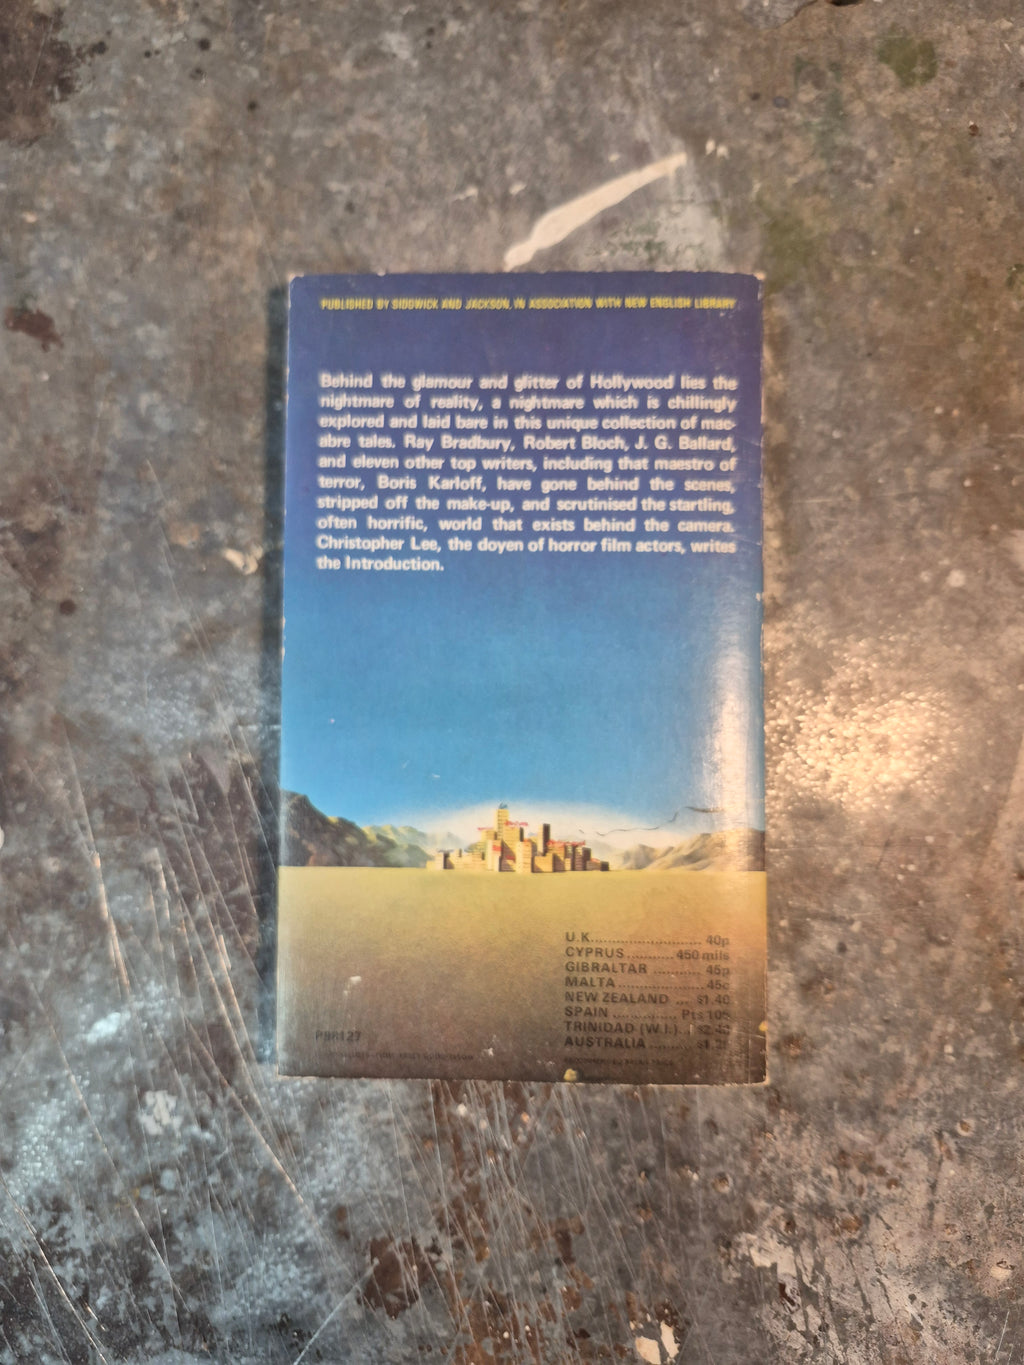 PUBLISHED BY SIDGWICK AND JACKSON, IN ASSOCIATION WITH NEW ENGLISH LIBRARY
Behind the glamour and glitter of Hollywood lies the
nightmare of reality, a nightmare which is chillingly
explored and laid bare in this unique collection of mac-
abre tales. Ray Bradbury, Robert Bloch, J. G. Ballard,
and eleven other top writers, including that maestro of
terror, Boris Karloff, have gone behind the scenes,
stripped off the make-up, and scrutinised the startling,
often horrific, world that exists behind the camera.
Christopher Lee, the doyen of horror film actors, writes
the Introduction.
U.K. 40p
CYPRUS 450 mils
GIBRALTAR 45p
MALTA 45c
NEW ZEALAND $1.40
SPAIN Pts
TRINIDAD (W.I.)
AUSTRALIA